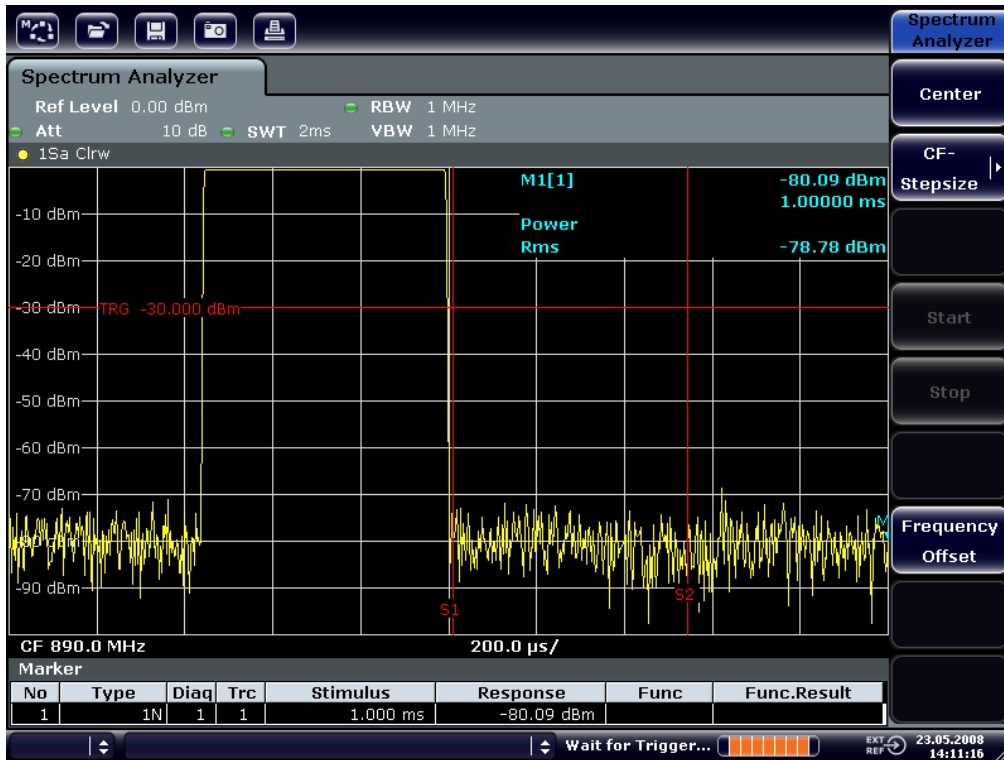 Spectrum Analyzer
Spectrum Analyzer
Ref Level 0.00 dBm RBW 1 MHz
Att 10 dB SWT 2ms VBW 1 MHz
1Sa Clrw
M1[1] -80.09 dBm
1.00000 ms
Power
Rms -78.78 dBm
-10 dBm
-20 dBm
-30 dBm TRG -30.000 dBm
-40 dBm
-50 dBm
-60 dBm
-70 dBm
-90 dBm
S1
S2
CF 890.0 MHz 200.0 µs/
Marker
No Type Diag Trc Stimulus Response Func Func.Result
1 1N 1 1 1.000 ms -80.09 dBm
Wait for Trigger... EXT REF 23.05.2008
14:11:16
Center
CF-
Stepsize
Start
Stop
Frequency
Offset